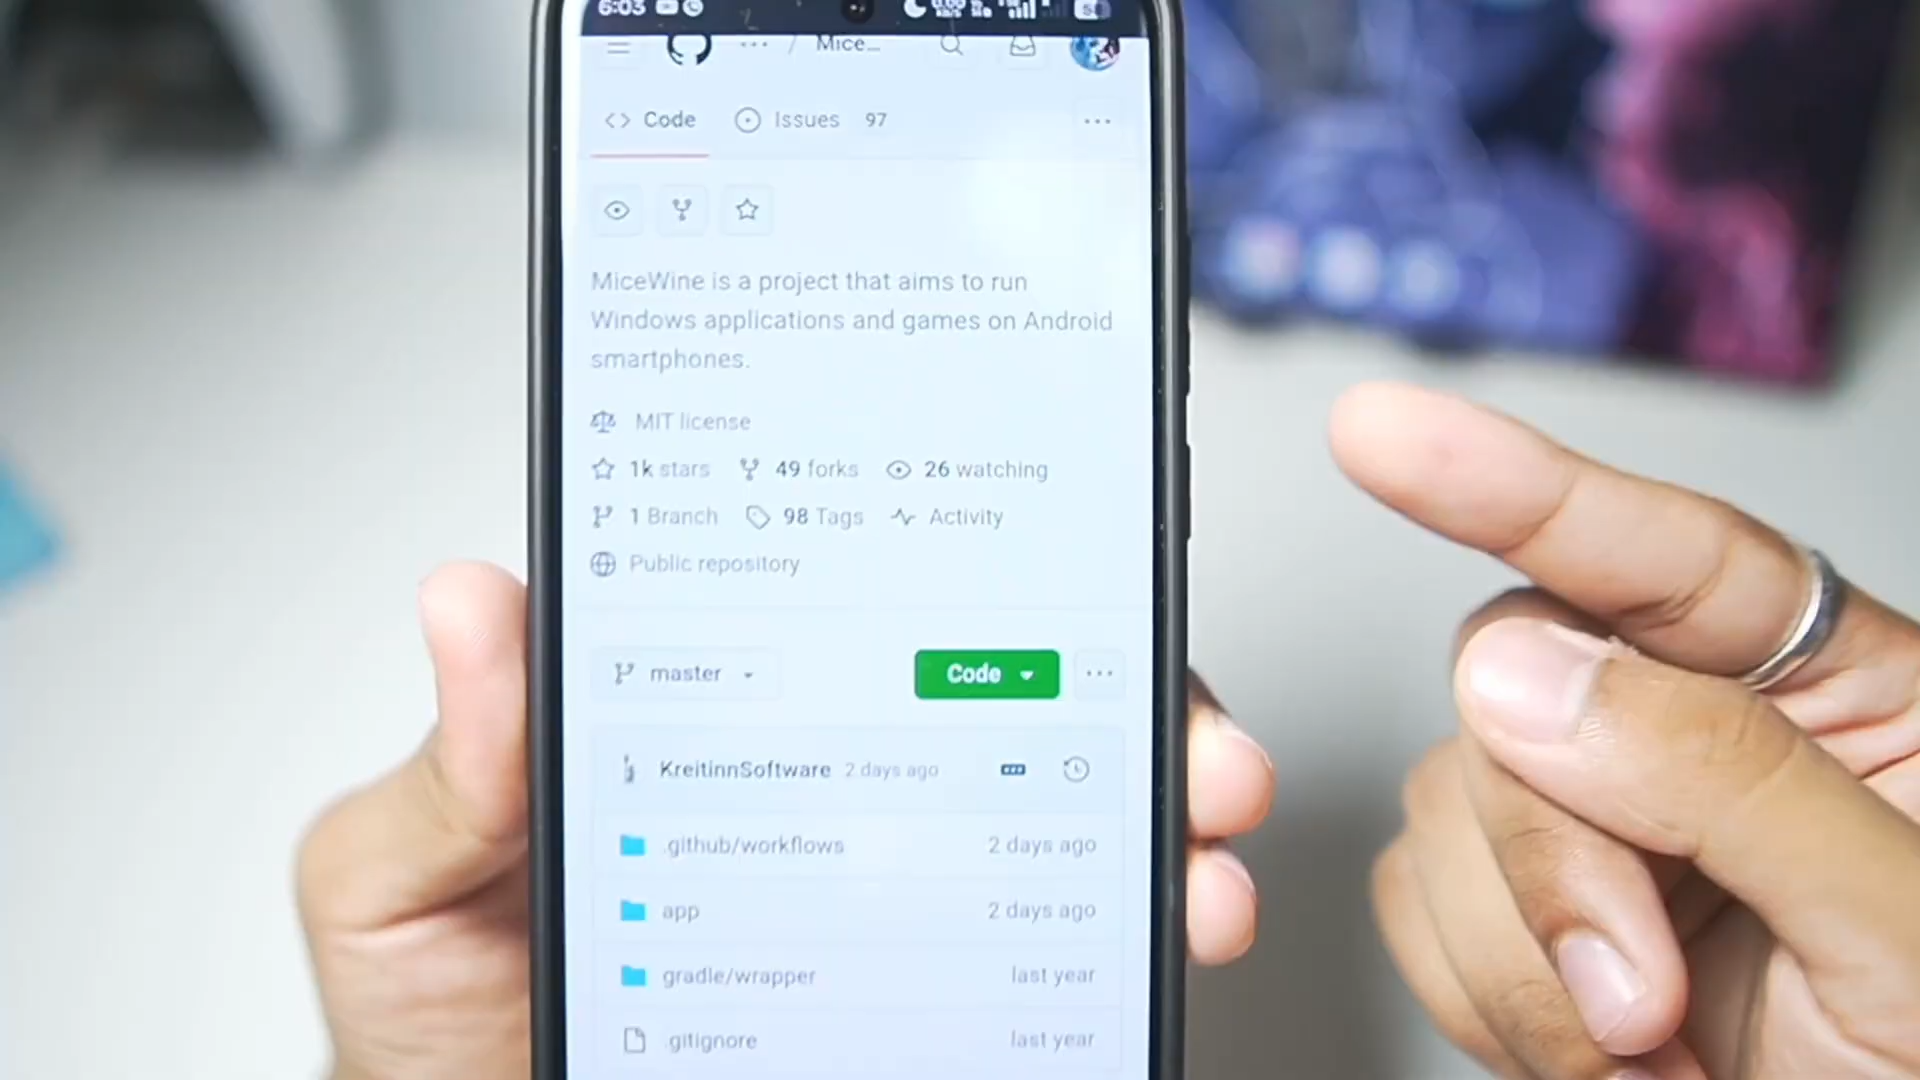 6:03
... / Mice...
Code Issues 97
MiceWine is a project that aims to run
Windows applications and games on Android
smartphones.
MIT license
1k stars 49 forks 26 watching
1 Branch 98 Tags Activity
Public repository
master Code
KreitinnSoftware 2 days ago
.github/workflows 2 days ago
app 2 days ago
gradle/wrapper last year
.gitignore last year